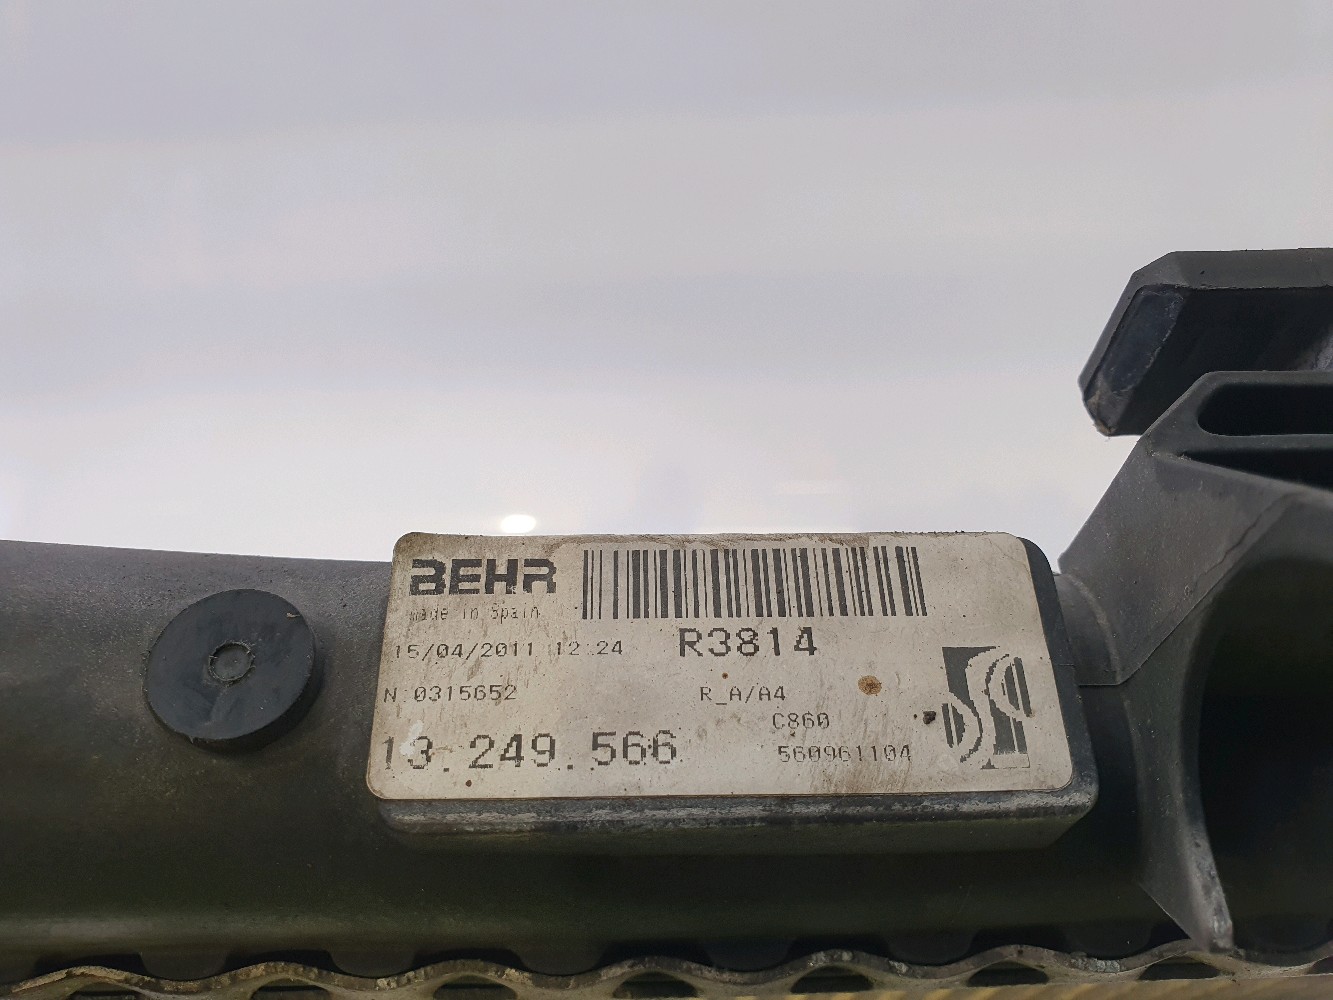 BEHR
made in Spain
15/04/2011 12:24
R3814
N 0315652
R_A/A4
C860
13.249.566
560961104